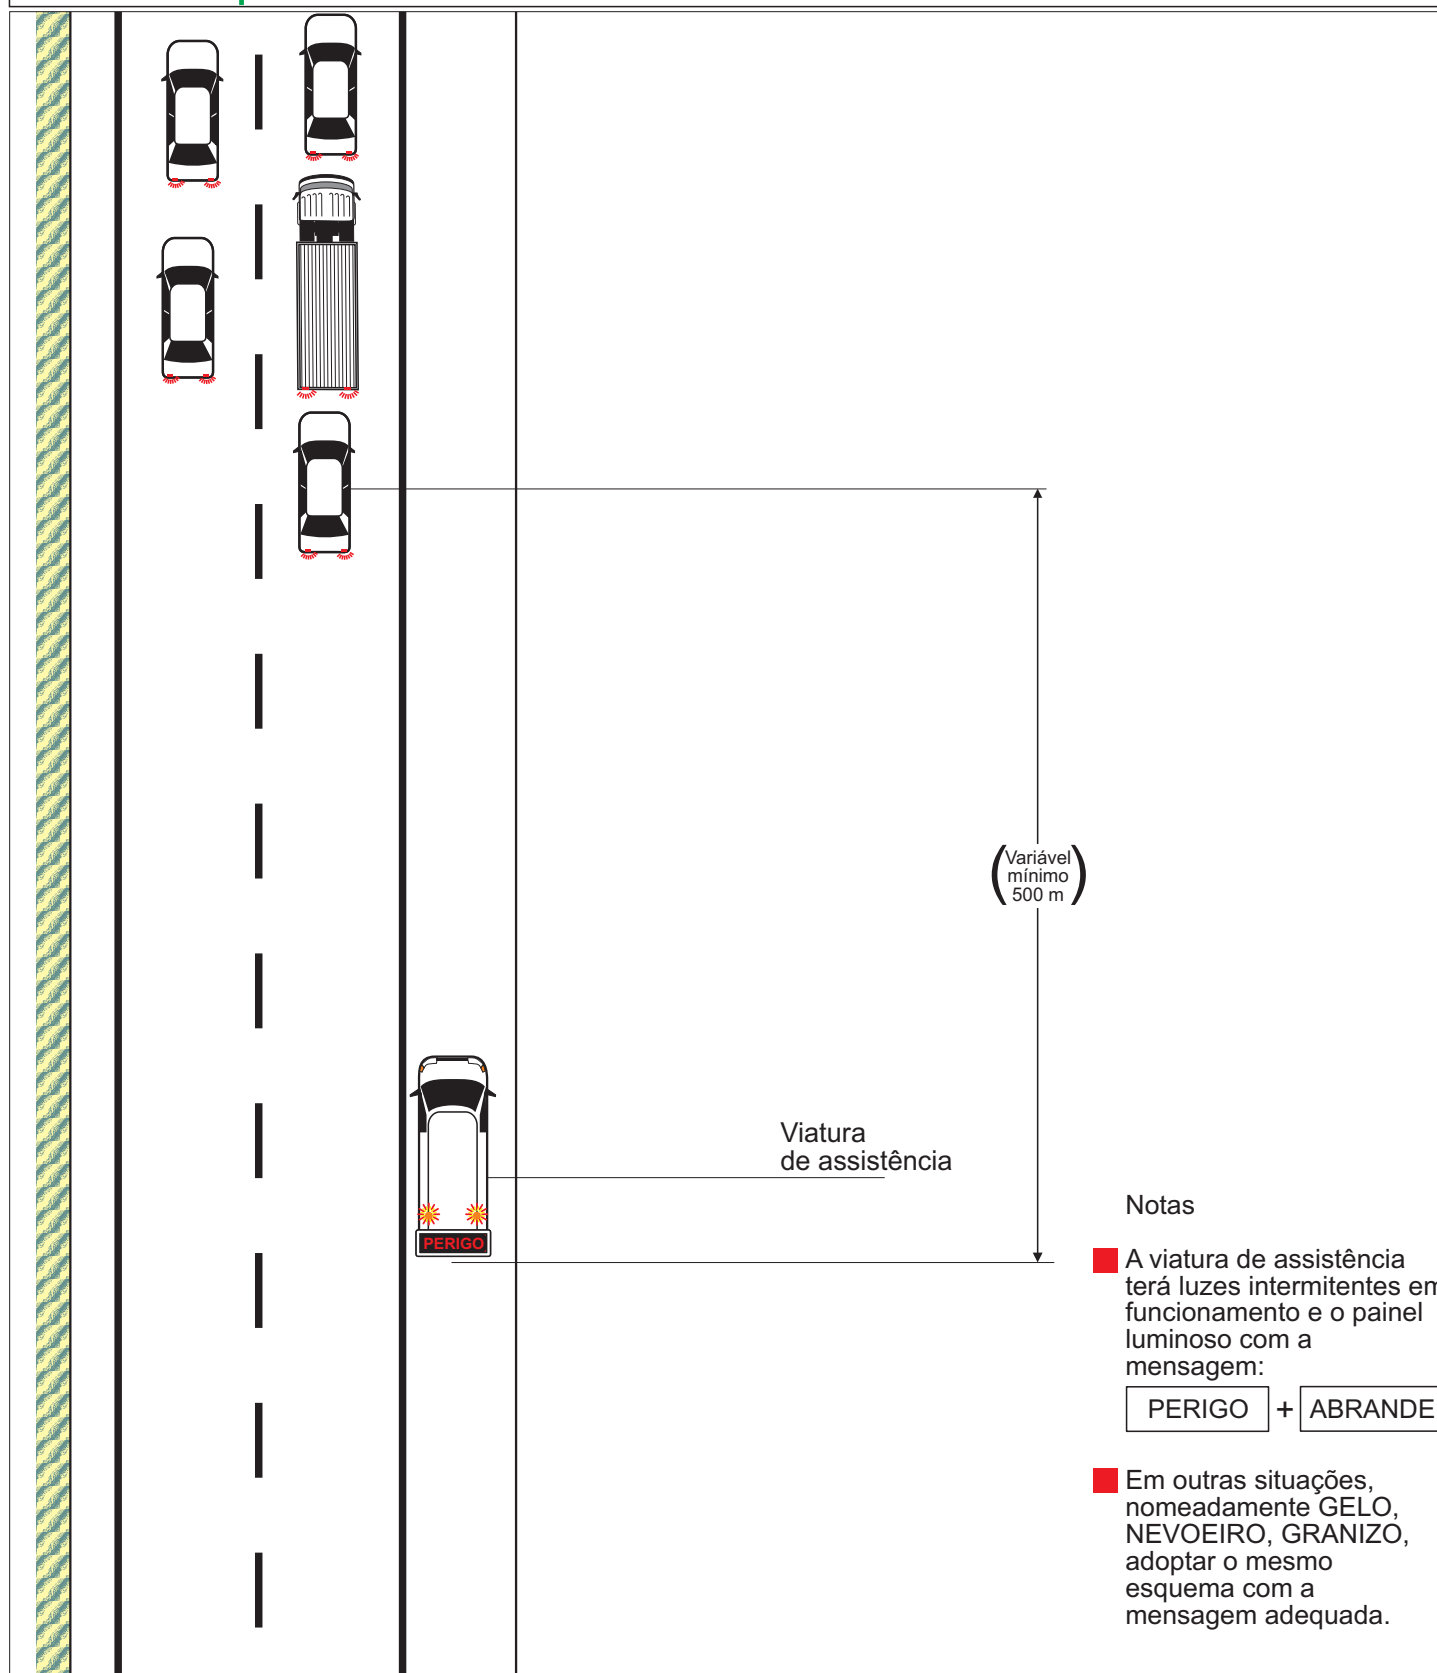 (Variável
mínimo
500 m)
Viatura
de assistência
PERIGO
Notas
A viatura de assistência
terá luzes intermitentes em
funcionamento e o painel
luminoso com a
mensagem:
PERIGO + ABRANDE
Em outras situações,
nomeadamente GELO,
NEVOEIRO, GRANIZO,
adoptar o mesmo
esquema com a
mensagem adequada.